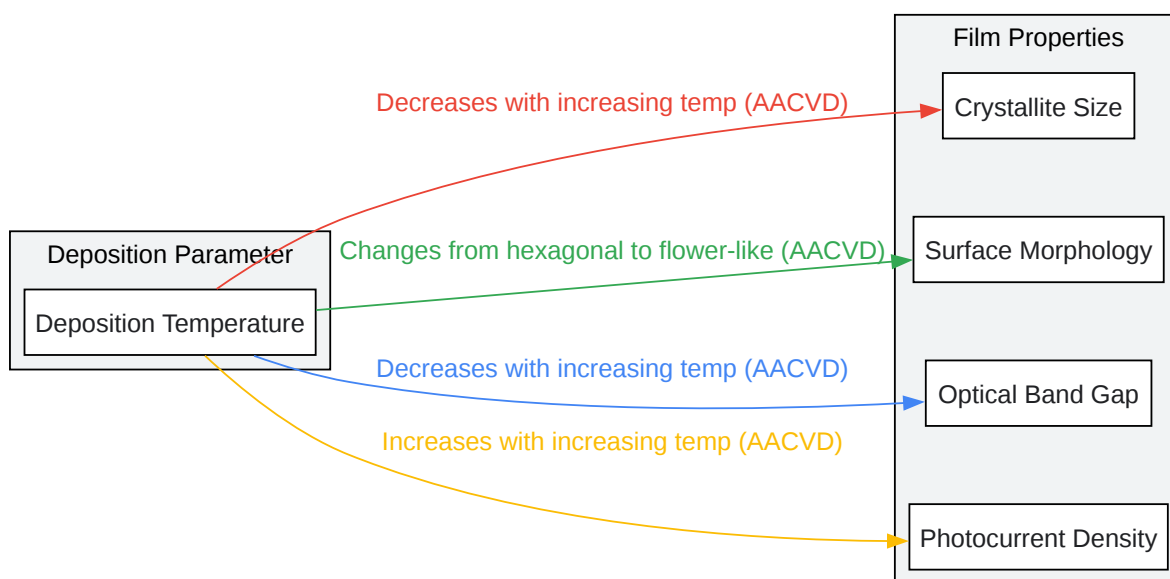 Film Properties
Decreases with increasing temp (AACVD)
Crystallite Size
Deposition Parameter
Changes from hexagonal to flower-like (AACVD)
Surface Morphology
Deposition Temperature
Decreases with increasing temp (AACVD)
Optical Band Gap
Increases with increasing temp (AACVD)
Photocurrent Density